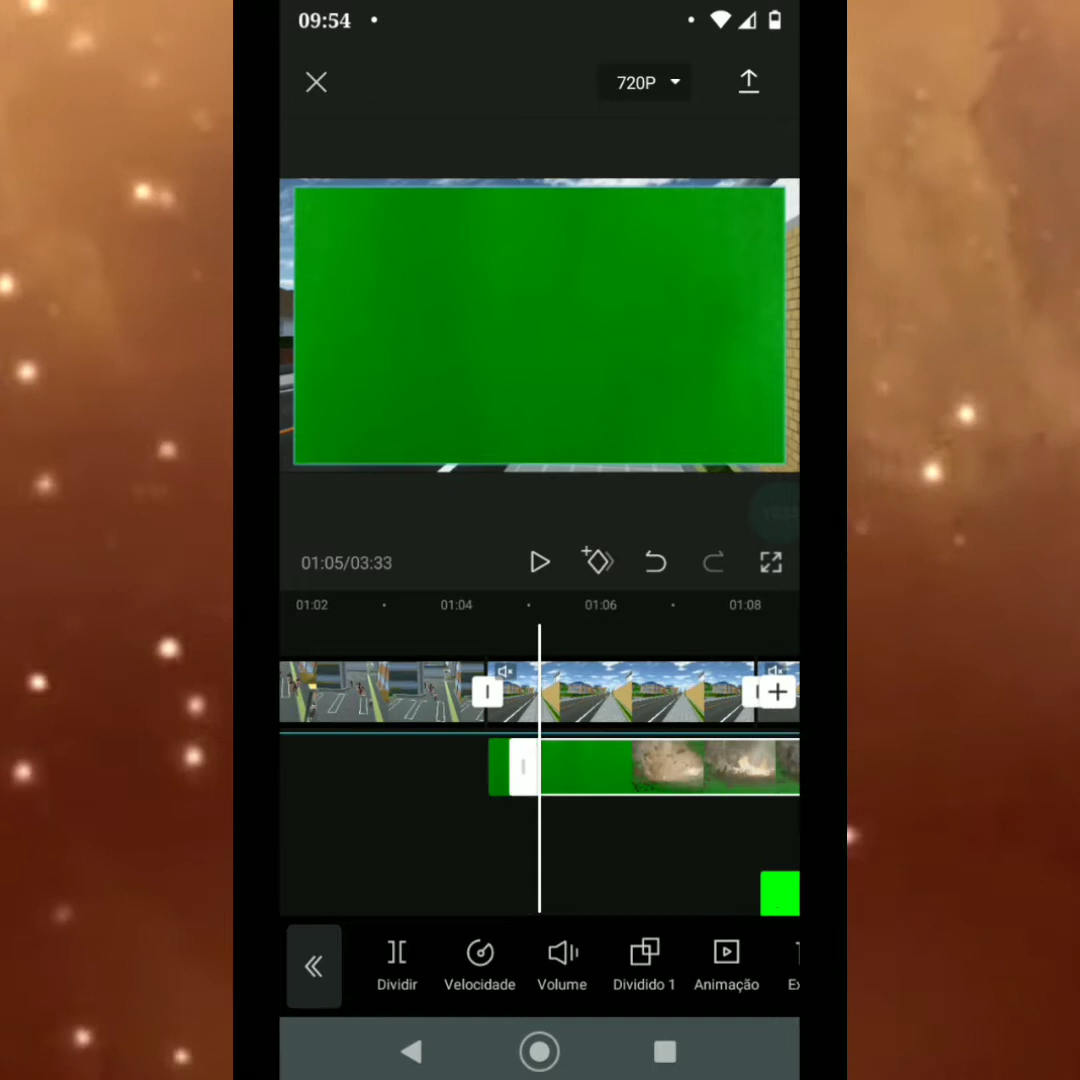 09:54
720P
01:05/03:33
01:02
01:04
01:06
01:08
Dividir
Velocidade
Volume
Dividido 1
Animação
Ex